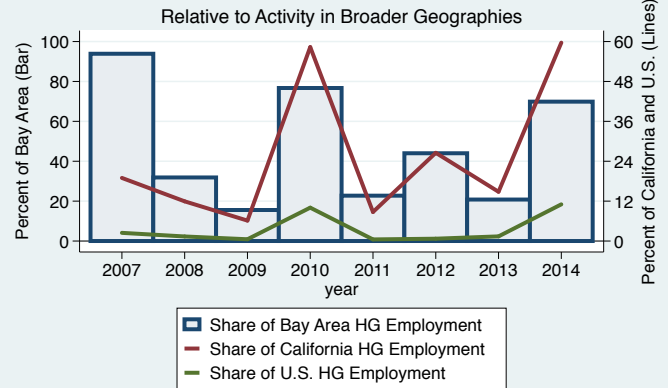 Relative to Activity in Broader Geographies
Percent of Bay Area (Bar)
100
80
60
40
20
0
Percent of California and U.S. (Lines)
60
48
36
24
12
0
2007 2008 2009 2010 2011 2012 2013 2014
year
Share of Bay Area HG Employment
Share of California HG Employment
Share of U.S. HG Employment